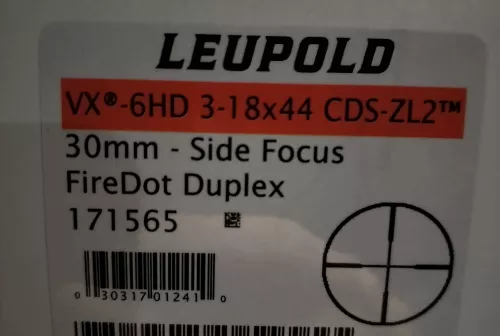 LEUPOLD
VX®-6HD 3-18x44 CDS-ZL2™
30mm - Side Focus
FireDot Duplex
171565
0 30317 01241 0